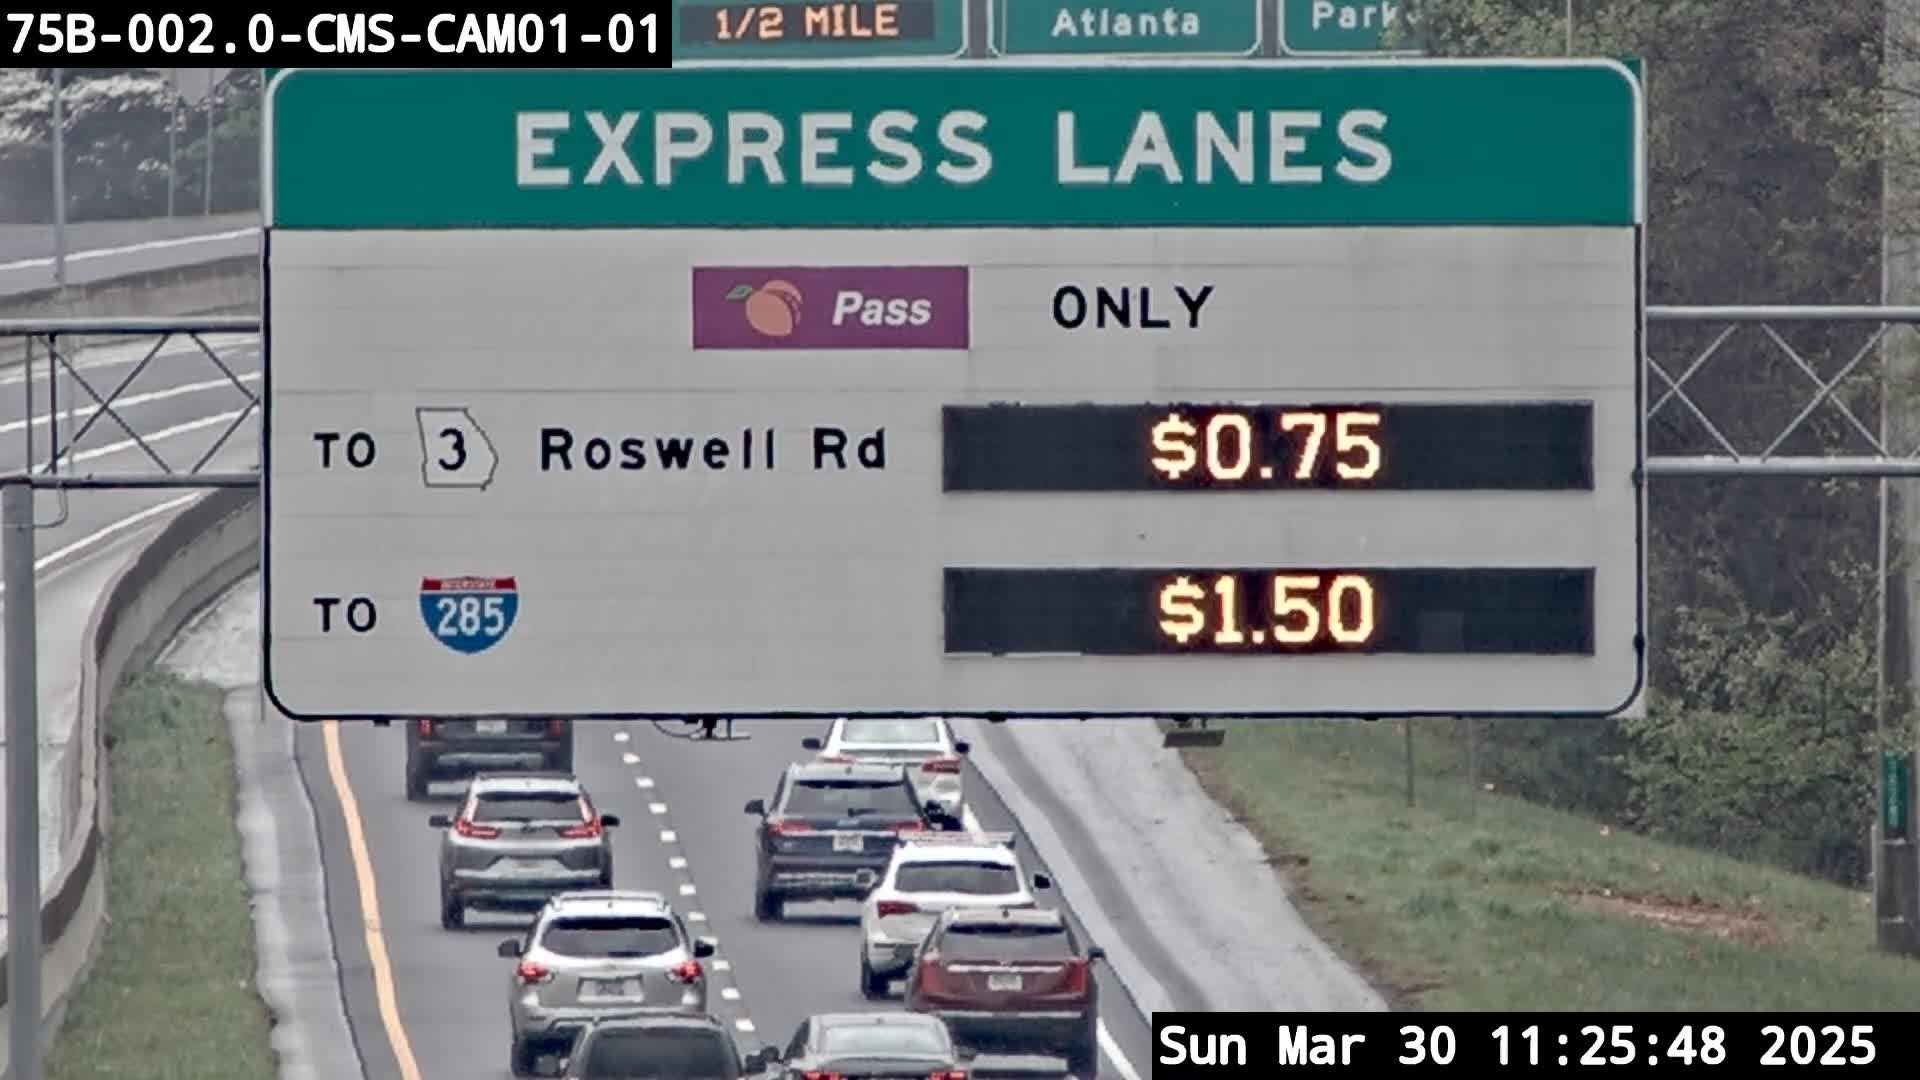 75B-002.0-CMS-CAM01-01
1/2 MILE
Atlanta
Park
EXPRESS LANES
Pass ONLY
TO 3 Roswell Rd $0.75
TO 285 $1.50
Sun Mar 30 11:25:48 2025